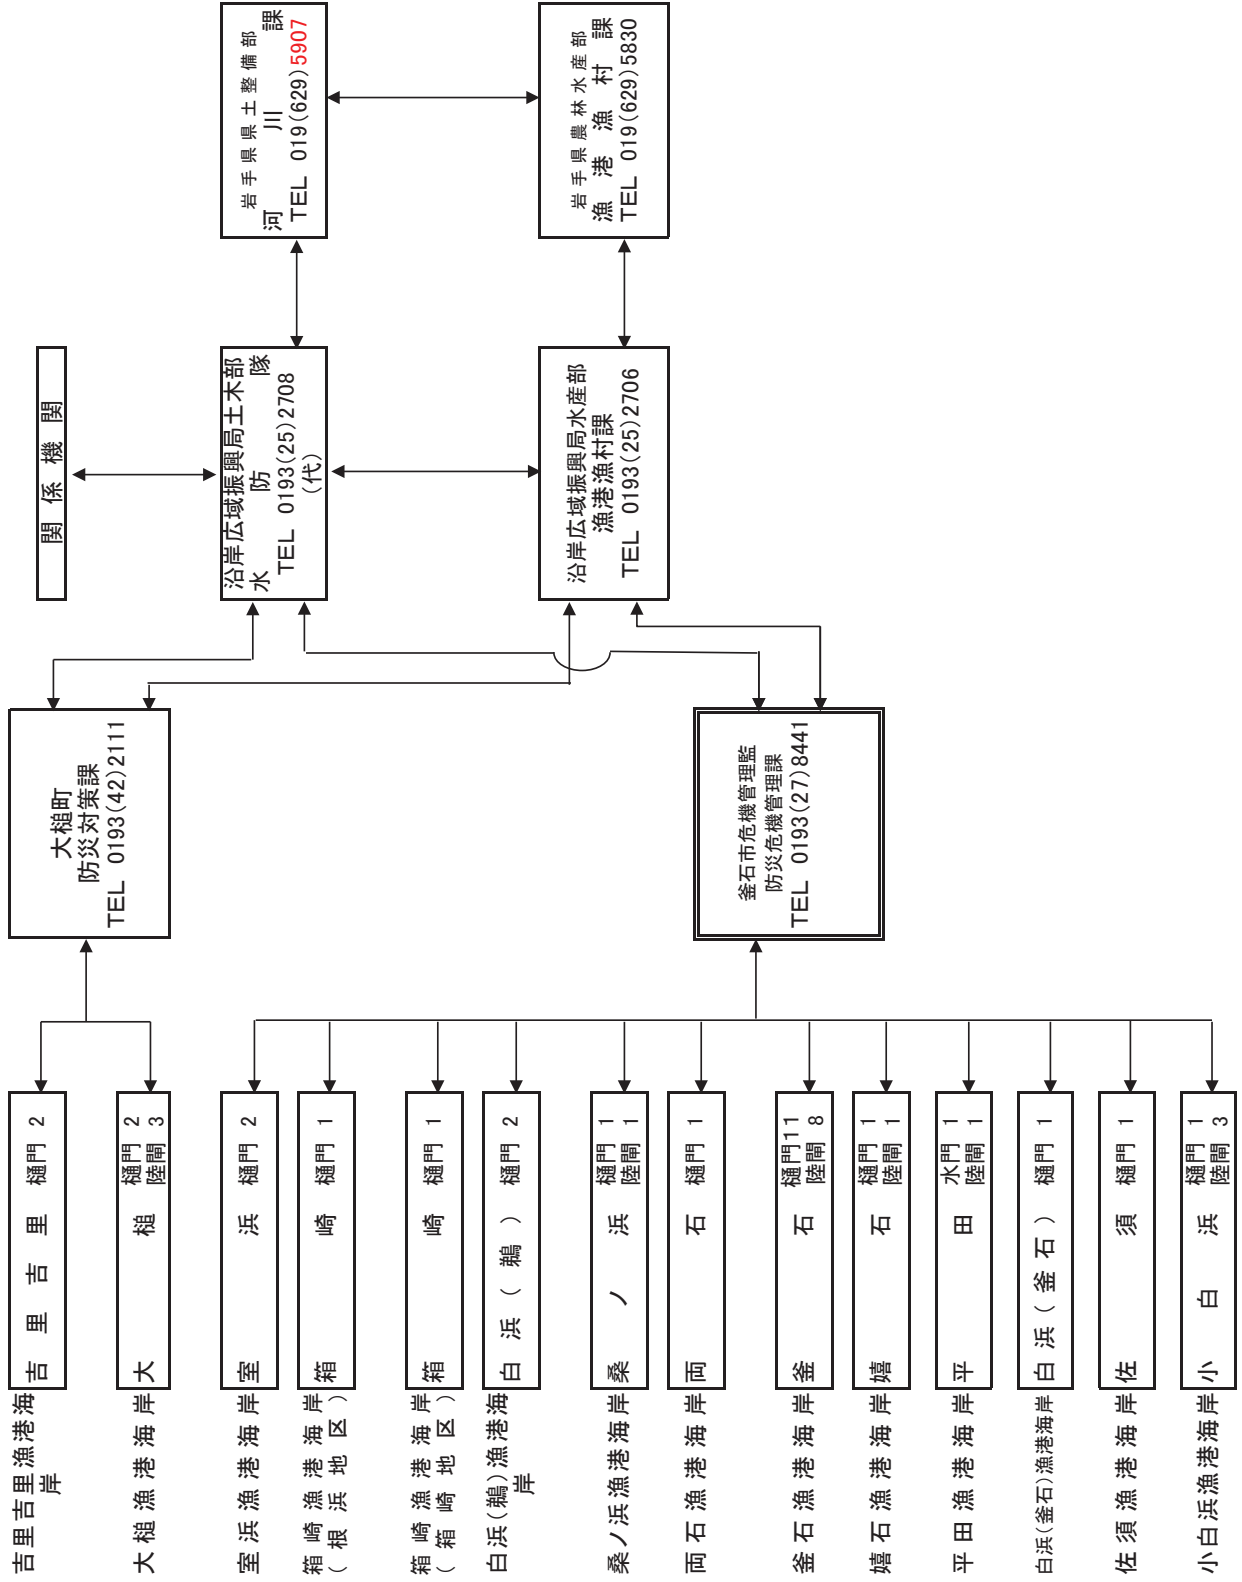 吉里吉里漁港海
岸
吉里吉里 樋門 2
大槌漁港海岸
大槌 樋門 2
陸閘 3
室浜漁港海岸
室浜 樋門 2
箱崎漁港海岸
(根浜地区)
箱崎 樋門 1
箱崎漁港海岸
(箱崎地区)
箱崎 樋門 1
白浜(鵜)漁港海
岸
白浜(鵜) 樋門 2
桑ノ浜漁港海岸
桑ノ浜 樋門 1
陸閘 1
両石漁港海岸
両石 樋門 1
釜石漁港海岸
釜石 樋門11
陸閘 8
嬉石漁港海岸
嬉石 樋門 1
陸閘 1
平田漁港海岸
平田 水門 1
陸閘 1
白浜(釜石)漁港海岸
白浜(釜石) 樋門 1
佐須漁港海岸
佐須 樋門 1
小白浜漁港海岸
小白浜 樋門 1
陸閘 3
大槌町
防災対策課
TEL 0193(42)2111
釜石市危機管理監
防災危機管理課
TEL 0193(27)8441
関係機関
沿岸広域振興局土木部
水防隊
TEL 0193(25)2708
(代)
沿岸広域振興局水産部
漁港漁村課
TEL 0193(25)2706
岩手県県土整備部
河川課
TEL 019(629)5907
岩手県農林水産部
漁港漁村課
TEL 019(629)5830